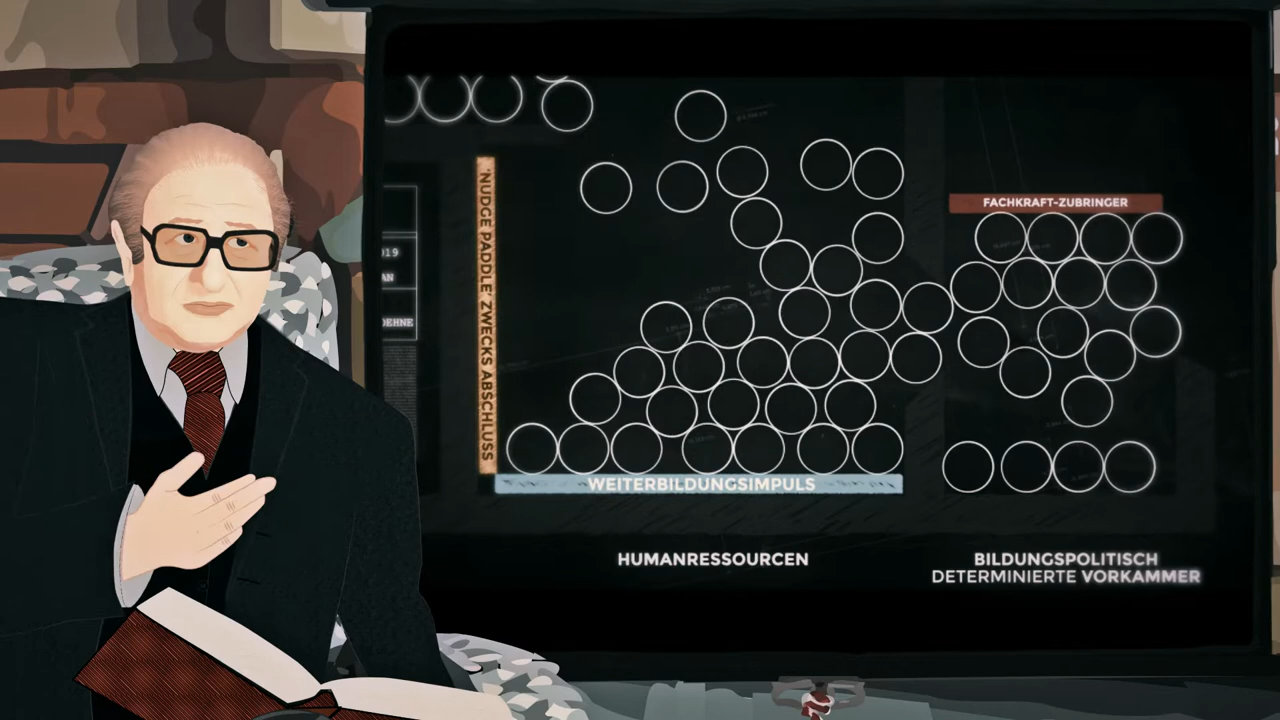 'NUDGE PADDLE' ZWECKS ABSCHLUSS
FACHKRAFT-ZUBRINGER
WEITERBILDUNGSIMPULS
HUMANRESSOURCEN
BILDUNGSPOLITISCH
DETERMINIERTE VORKAMMER